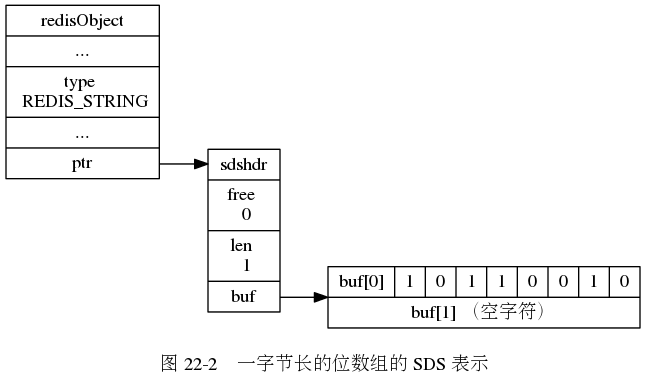 redisObject
...
type
REDIS_STRING
...
ptr
sdshdr
free
0
len
1
buf
buf[0] 1 0 1 1 0 0 1 0
buf[1] （空字符）
图 22-2 一字节长的位数组的 SDS 表示